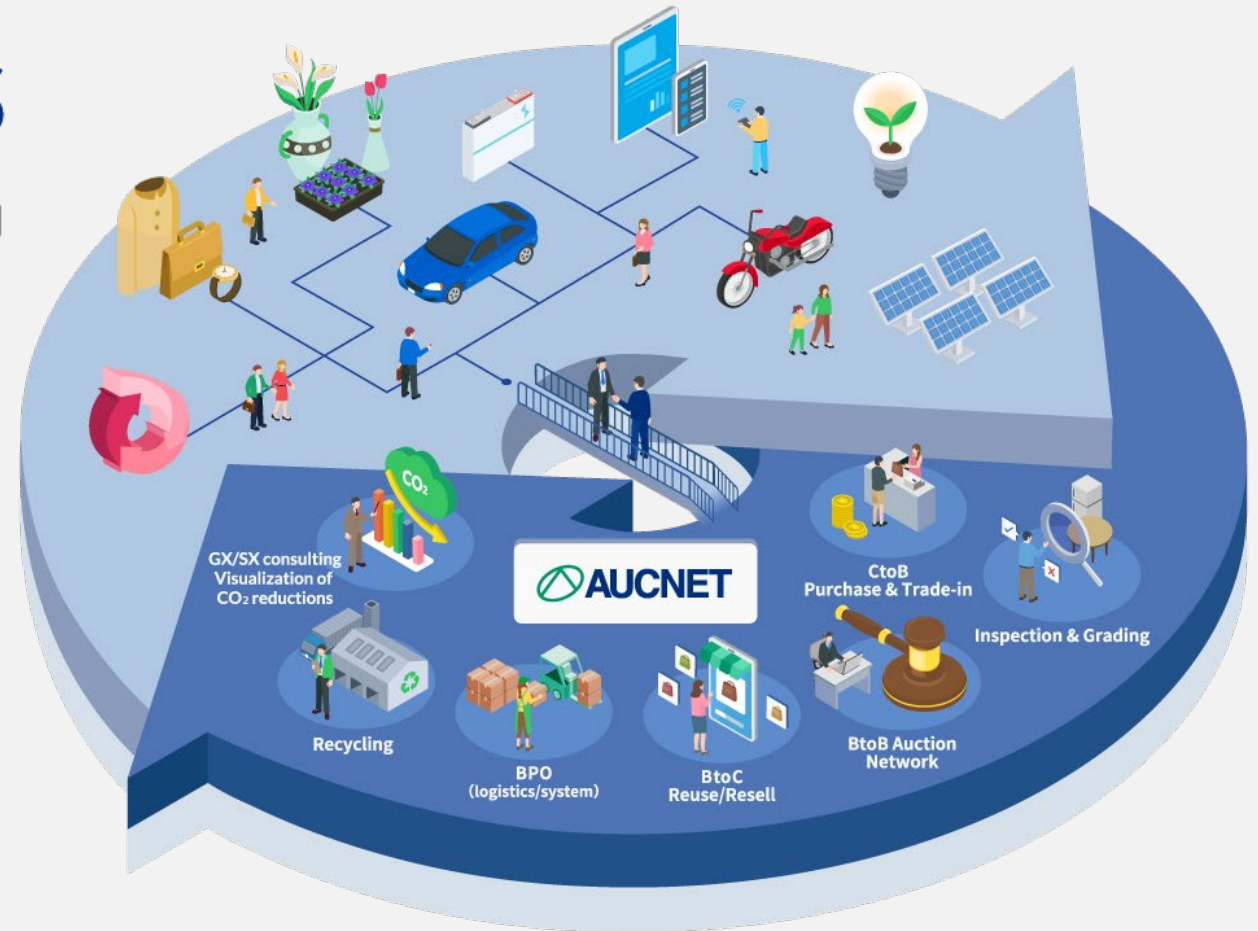 CO₂
GX/SX consulting
Visualization of
CO₂ reductions
AUCNET
CtoB
Purchase & Trade-in
Inspection & Grading
Recycling
BPO
(logistics/system)
BtoC
Reuse/Resell
BtoB Auction
Network